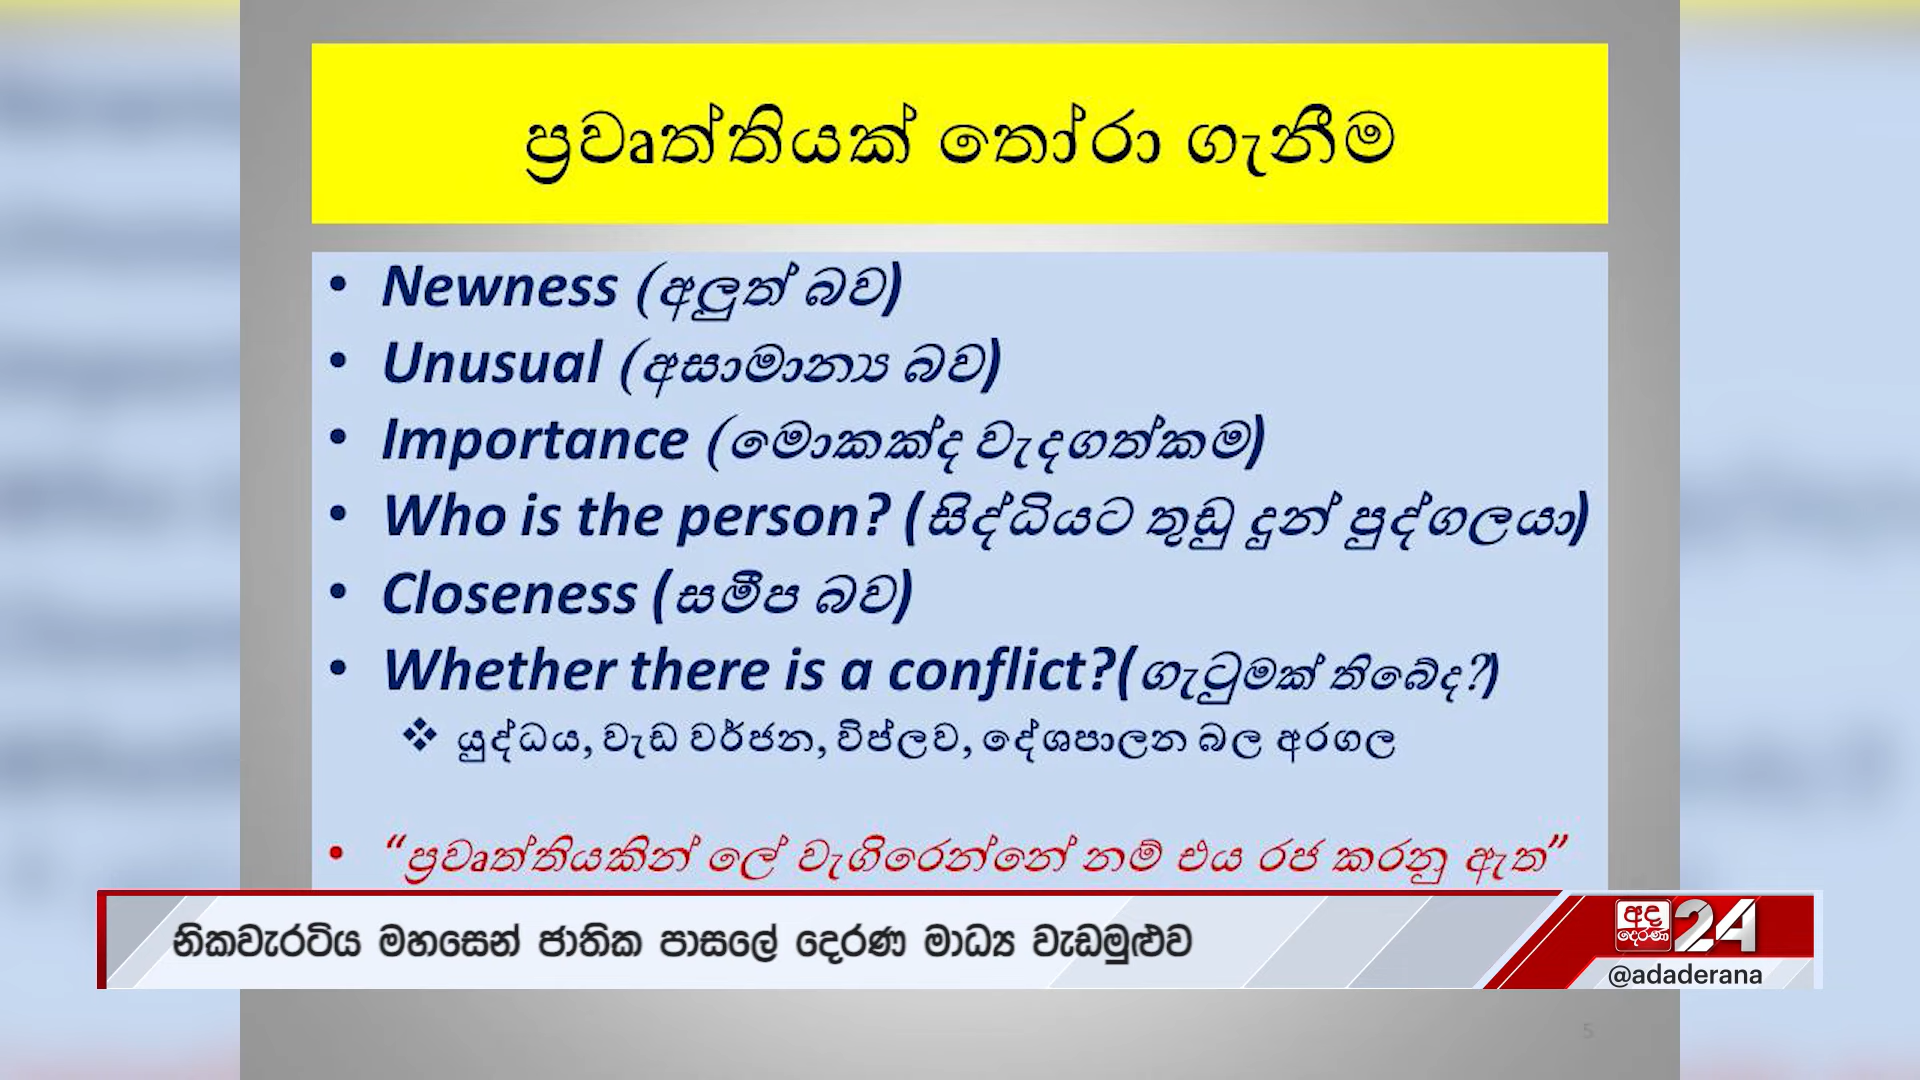 ප්‍රවෘත්තියක් තෝරා ගැනීම
• Newness (අලුත් බව)
• Unusual (අසාමාන්‍ය බව)
• Importance (මොකක්ද වැදගත්කම)
• Who is the person? (සිද්ධියට තුඩු දුන් පුද්ගලයා)
• Closeness (සමීප බව)
• Whether there is a conflict?(ගැටුමක් තිබේද?)
❖ යුද්ධය, වැඩ වර්ජන, විප්ලව, දේශපාලන බල අරගල
• “ප්‍රවෘත්තියකින් ලේ වැගිරෙන්නේ නම් එය රජ කරනු ඇත”
නිකවැරටිය මහසෙන් ජාතික පාසලේ දෙරණ මාධ්‍ය වැඩමුළුව
අද දෙරණ 24
@adaderana
5